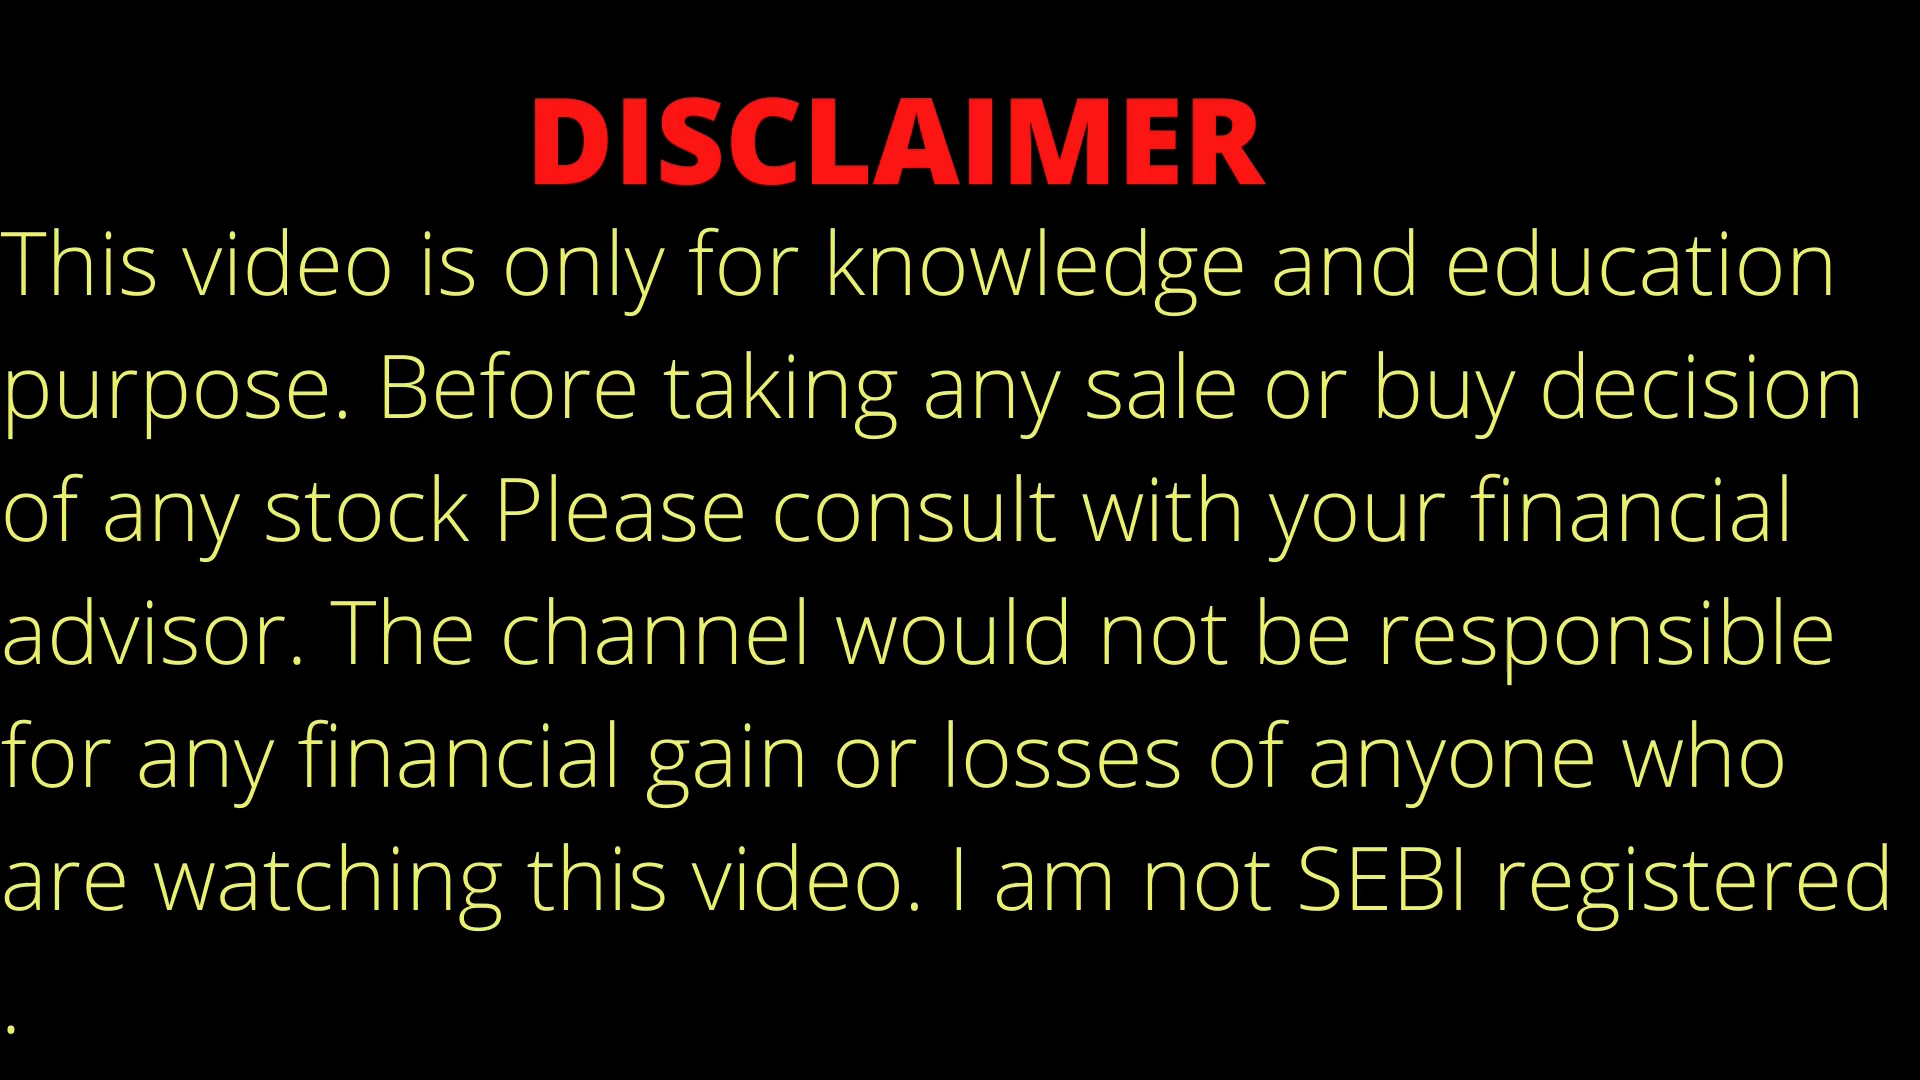 DISCLAIMER
This video is only for knowledge and education
purpose. Before taking any sale or buy decision
of any stock Please consult with your financial
advisor. The channel would not be responsible
for any financial gain or losses of anyone who
are watching this video. I am not SEBI registered
.